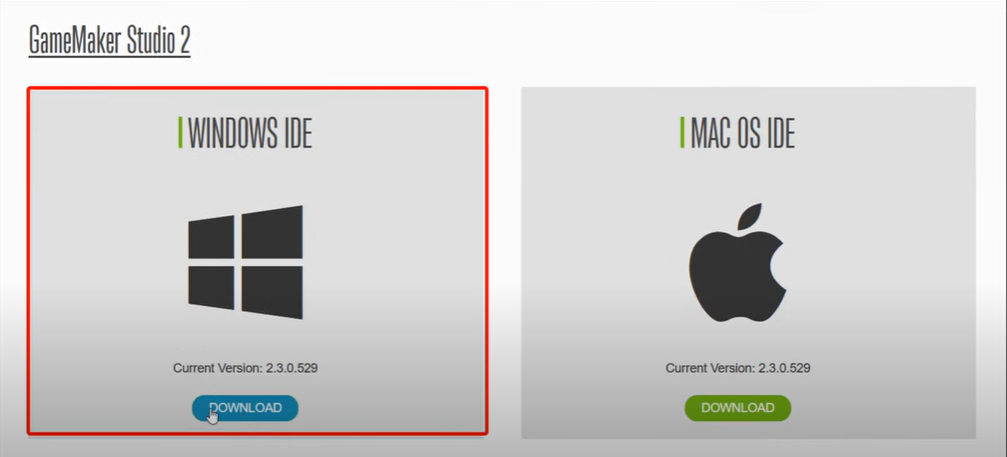 GameMaker Studio 2
WINDOWS IDE
Current Version: 2.3.0.529
DOWNLOAD
MAC OS IDE
Current Version: 2.3.0.529
DOWNLOAD